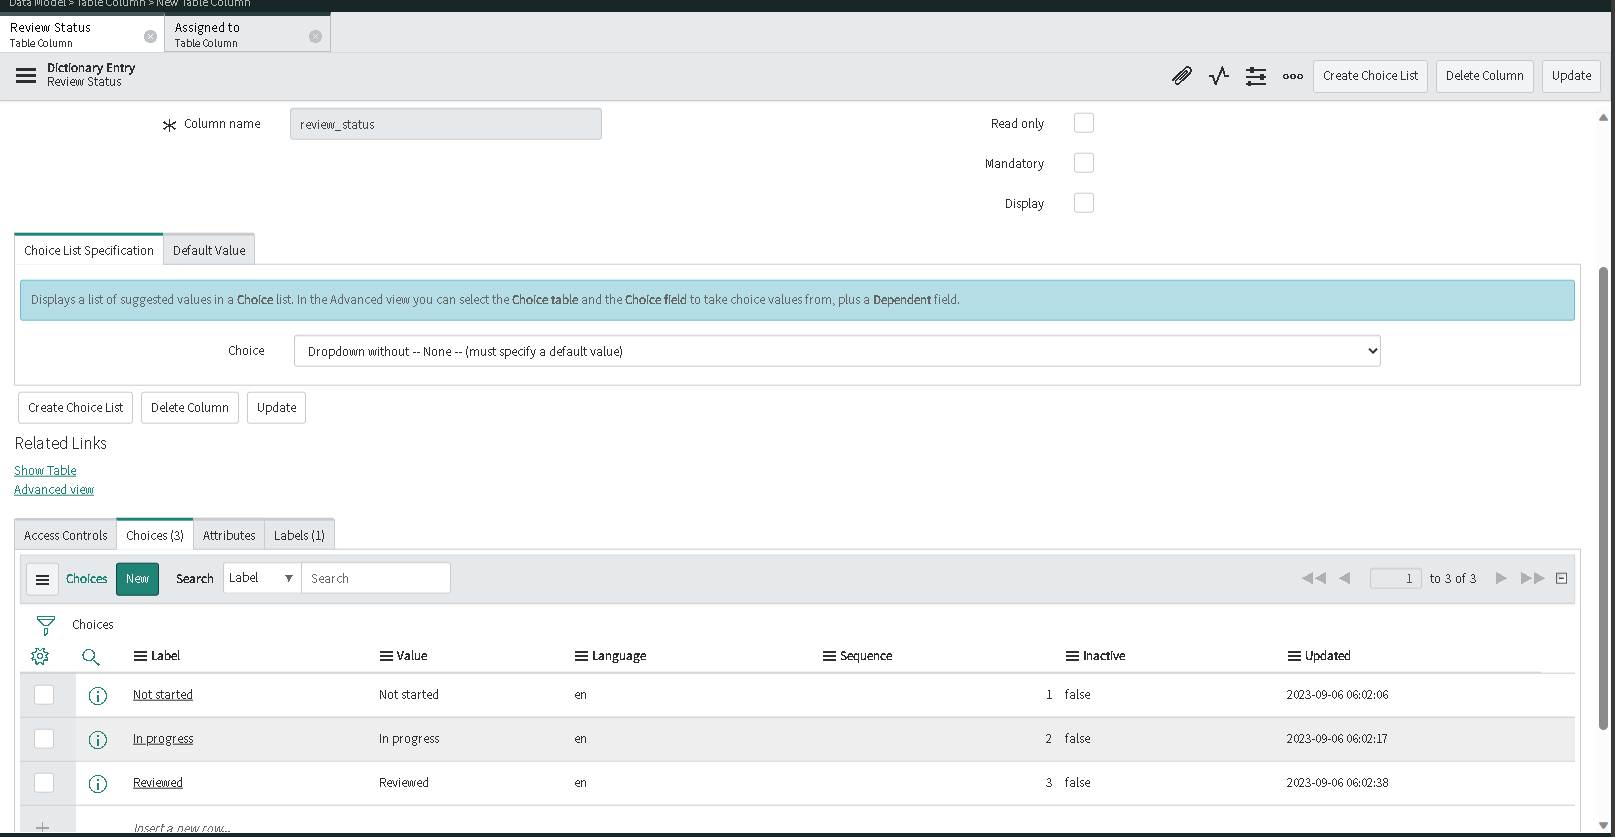 Data Model > Table Column > New Table Column
Review Status
Table Column
Assigned to
Table Column
Dictionary Entry
Review Status
Create Choice List
Delete Column
Update
Column name
review_status
Read only
Mandatory
Display
Choice List Specification
Default Value
Displays a list of suggested values in a Choice list. In the Advanced view you can select the Choice table and the Choice field to take choice values from, plus a Dependent field.
Choice
Dropdown without -- None -- (must specify a default value)
Create Choice List
Delete Column
Update
Related Links
Show Table
Advanced view
Access Controls
Choices (3)
Attributes
Labels (1)
Choices
New
Search
Label
Search
1 to 3 of 3
Choices
Label Value Language Sequence Inactive Updated
Not started Not started en 1 false 2023-09-06 06:02:06
In progress In progress en 2 false 2023-09-06 06:02:17
Reviewed Reviewed en 3 false 2023-09-06 06:02:38
Insert a new row...